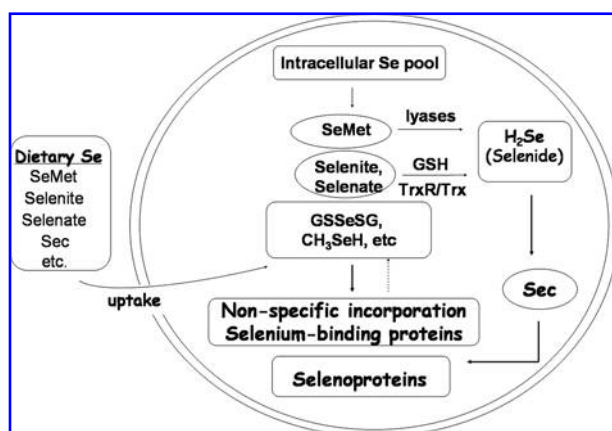 Intracellular Se pool
SeMet
lyases
H₂Se
(Selenide)
Dietary Se
SeMet
Selenite
Selenate
Sec
etc.
Selenite,
Selenate
GSH
TrxR/Trx
GSSeSG,
CH₃SeH, etc
uptake
Sec
Non-specific incorporation
Selenium-binding proteins
Selenoproteins